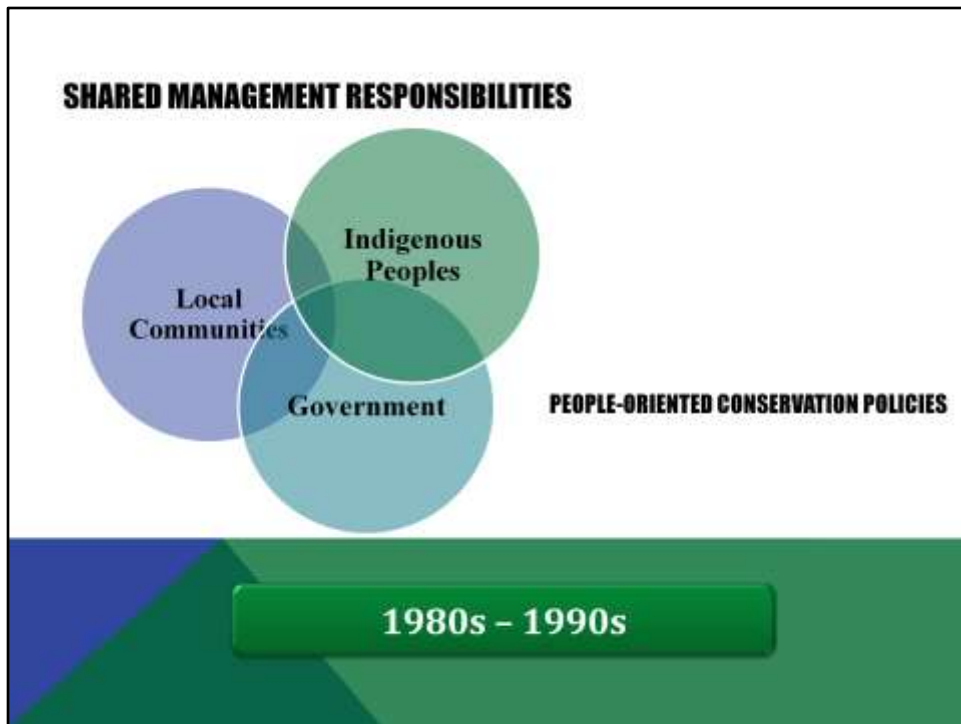 SHARED MANAGEMENT RESPONSIBILITIES
Indigenous
Peoples
Local
Communities
Government
PEOPLE-ORIENTED CONSERVATION POLICIES
1980s – 1990s